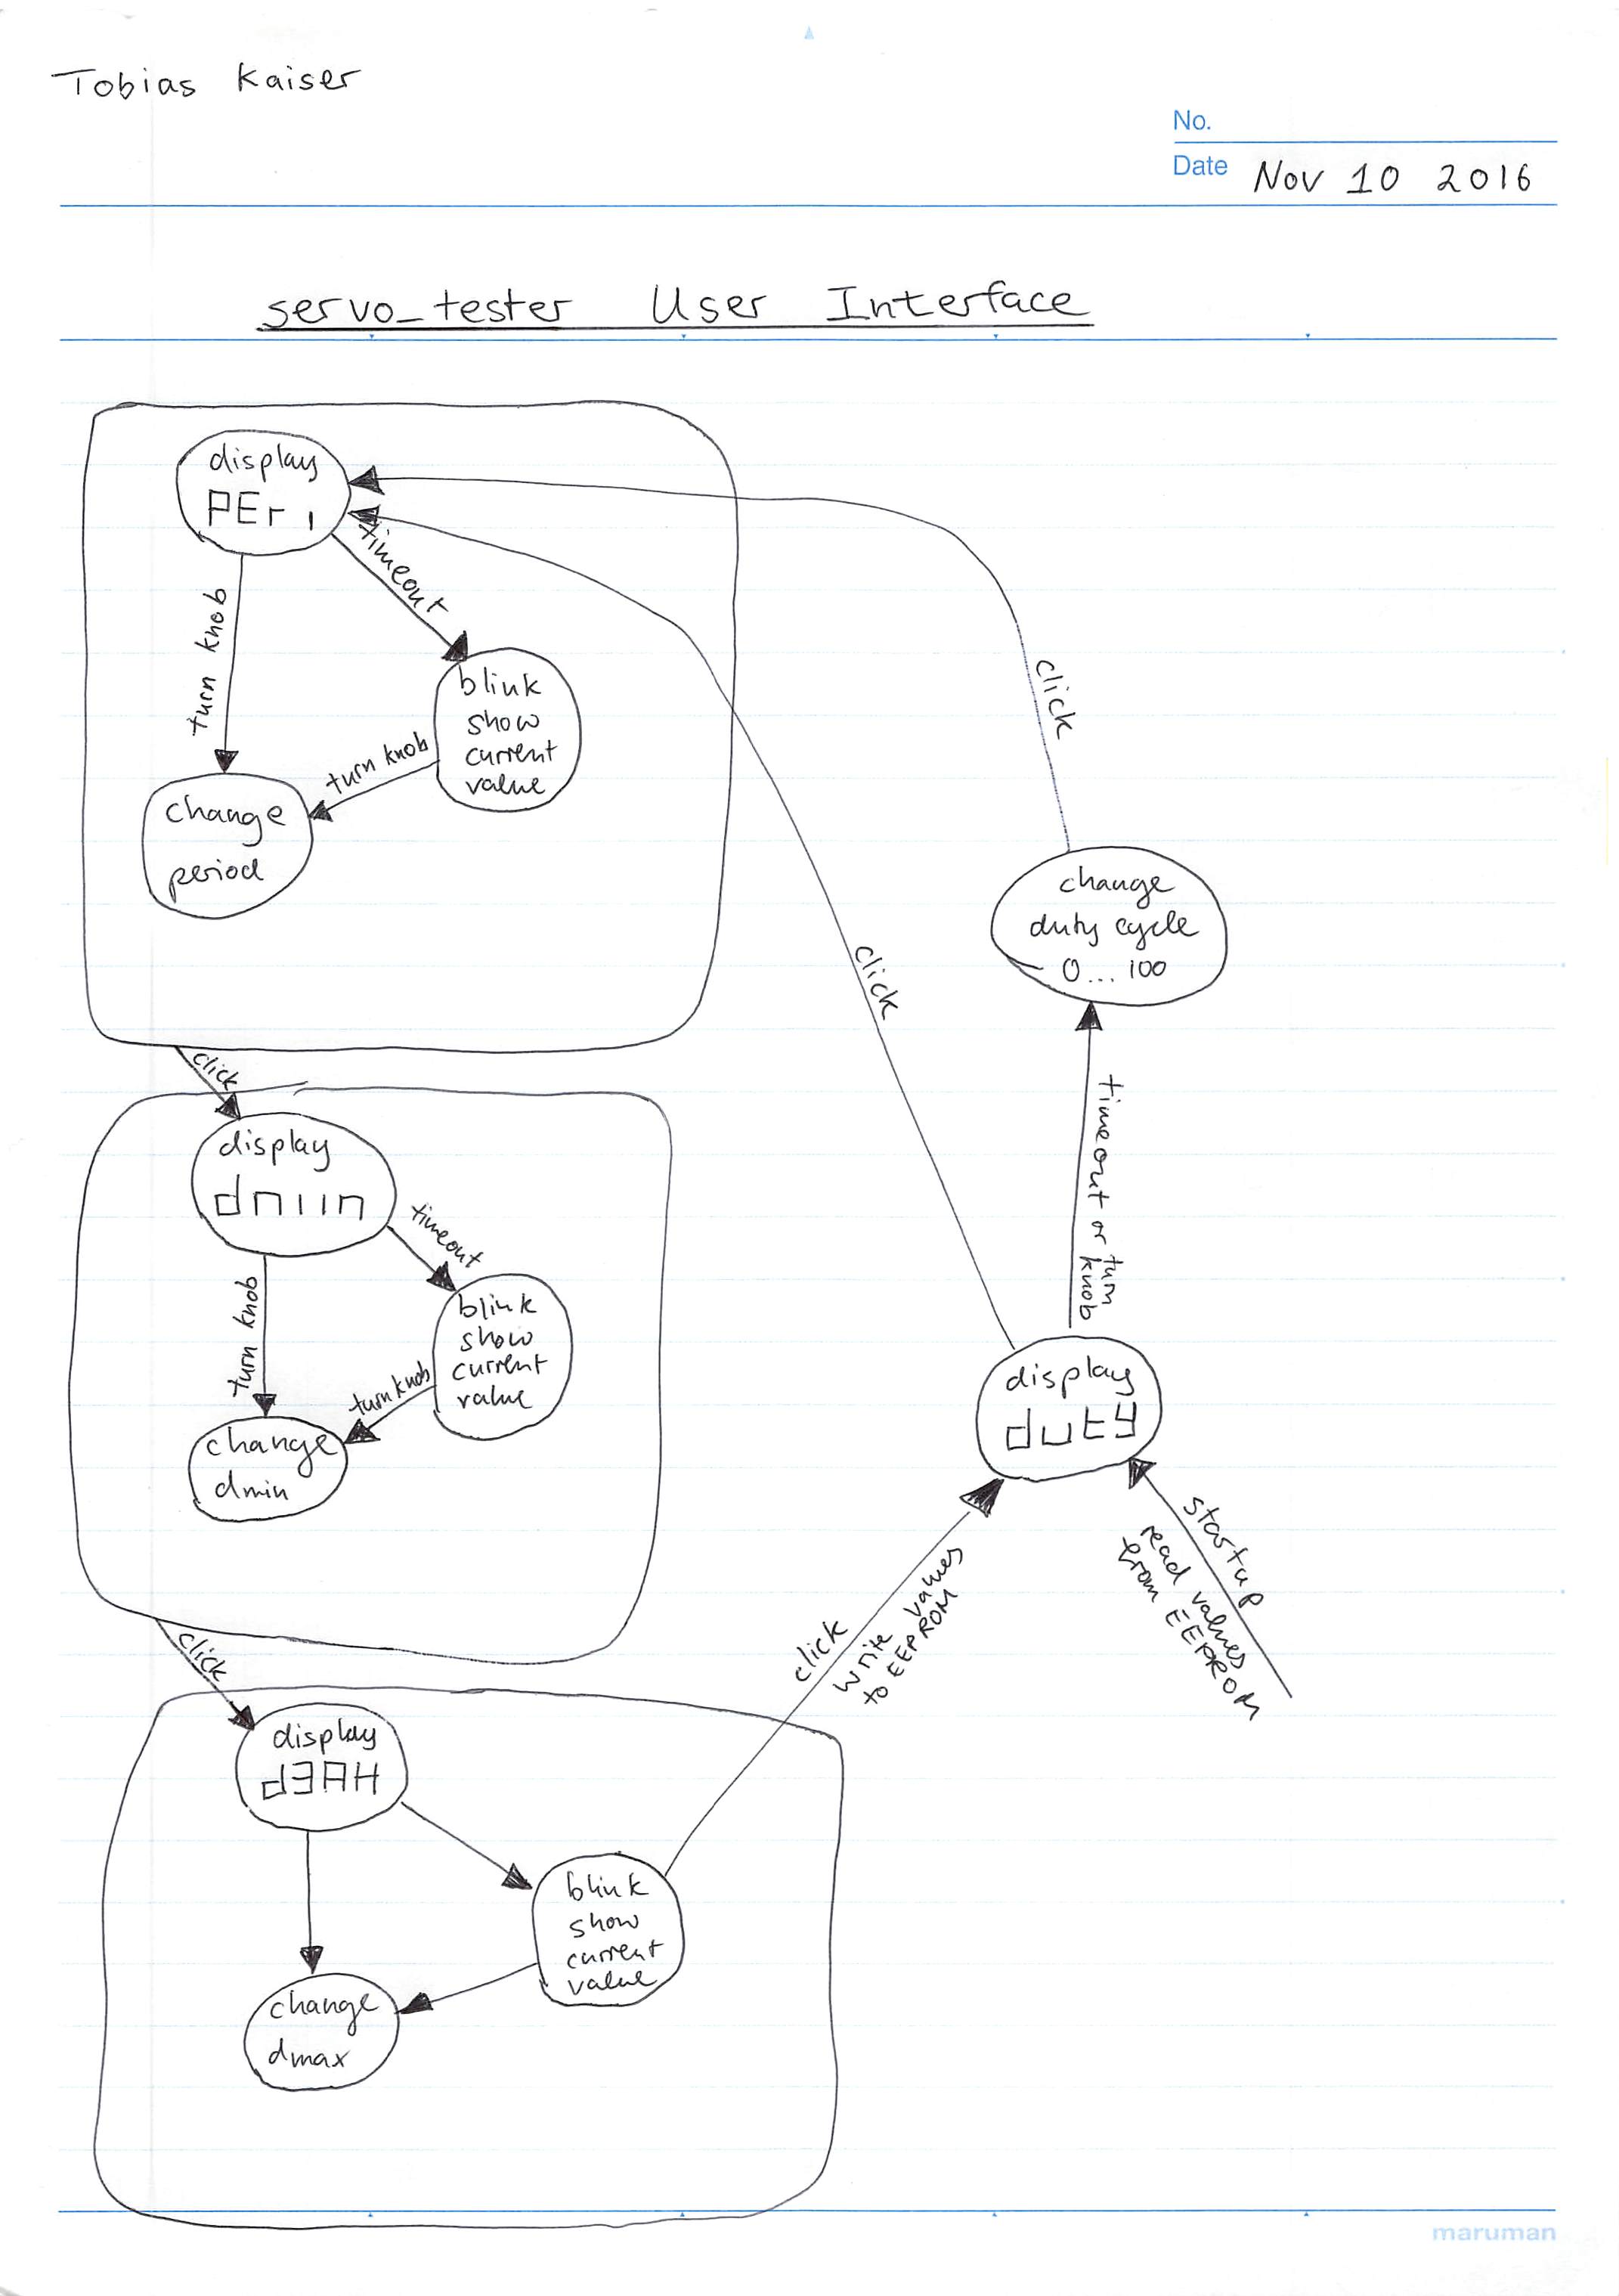 Tobias Kaiser
No.
Date Nov 10 2016
servo_tester User Interface
display
PEr ı
timeout
turn knob
blink
show
current
value
turn knob
change
period
click
click
change
duty cycle
0...100
click
display
dnıın
timeout
turn knob
blink
show
current
value
turn knob
change
dmin
timeout or turn
knob
display
duty
startup
read values
from EEPROM
click
write values
to EEPROM
click
display
dƎAH
blink
show
current
value
change
dmax
maruman